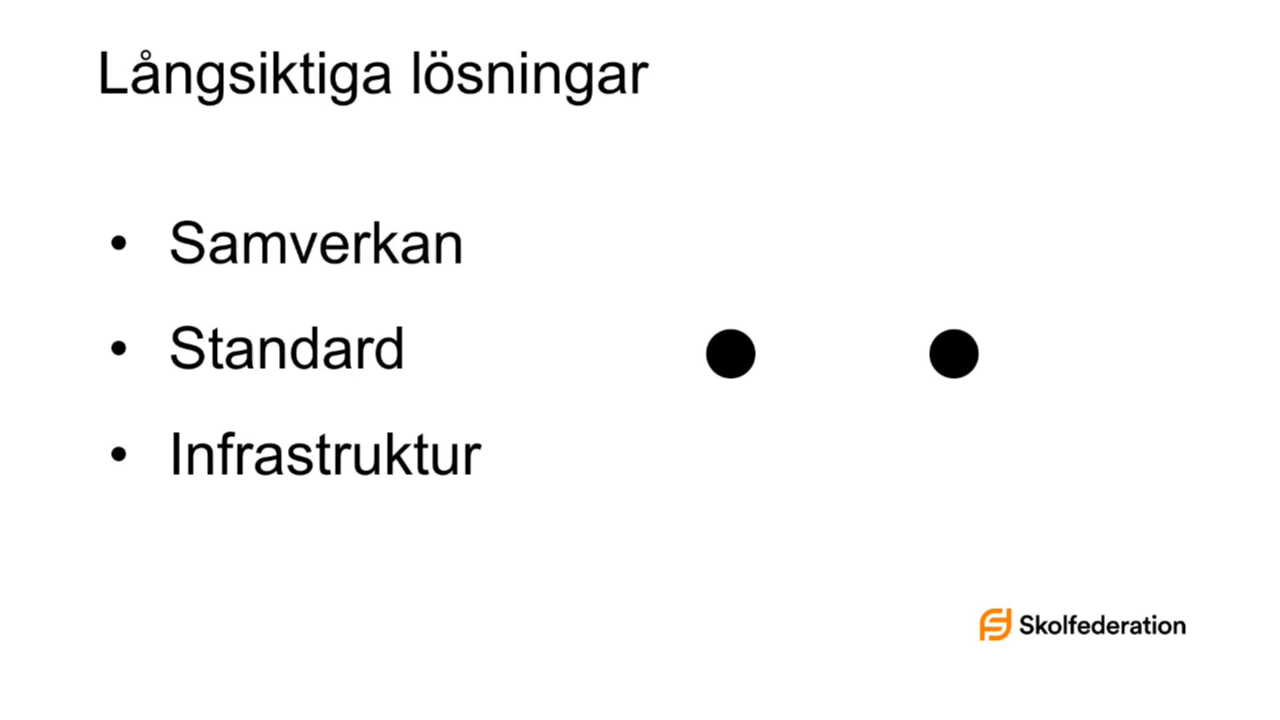 Långsiktiga lösningar
• Samverkan
• Standard
• Infrastruktur
Skolfederation